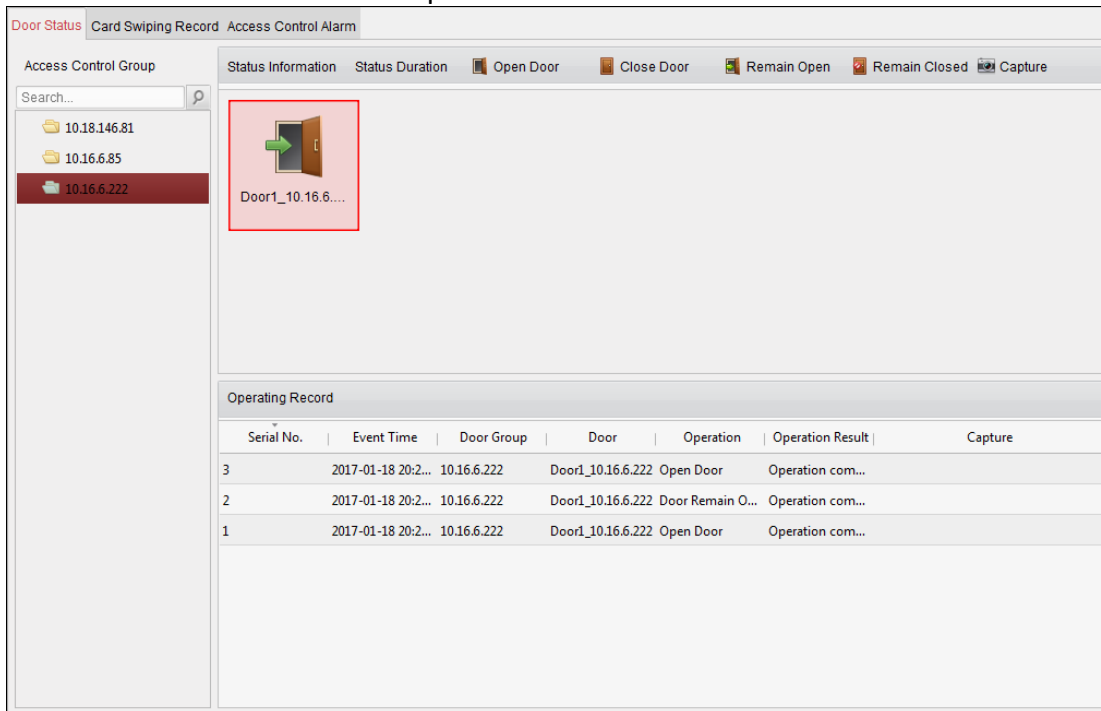 Door Status Card Swiping Record Access Control Alarm
Access Control Group
Status Information Status Duration Open Door Close Door Remain Open Remain Closed Capture
Search...
10.18.146.81
10.16.6.85
10.16.6.222
Door1_10.16.6....
Operating Record
Serial No. Event Time Door Group Door Operation Operation Result Capture
3 2017-01-18 20:2... 10.16.6.222 Door1_10.16.6.222 Open Door Operation com...
2 2017-01-18 20:2... 10.16.6.222 Door1_10.16.6.222 Door Remain O... Operation com...
1 2017-01-18 20:2... 10.16.6.222 Door1_10.16.6.222 Open Door Operation com...